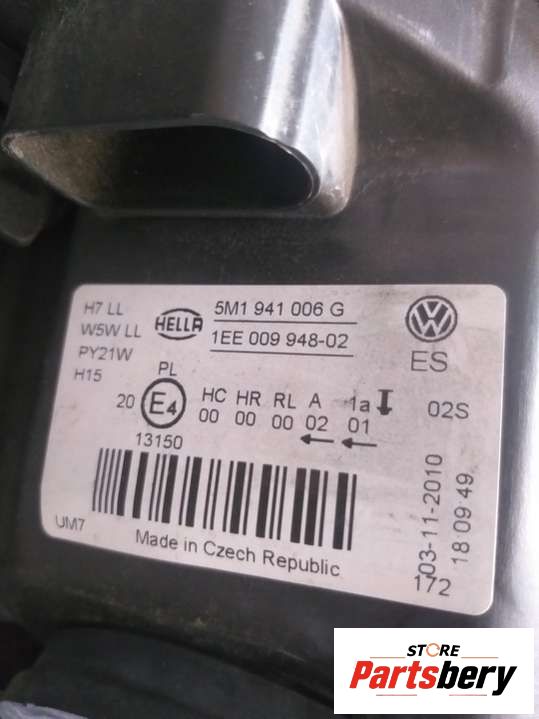 H7 LL
W5W LL
PY21W
H15
HELLA
5M1 941 006 G
1EE 009 948-02
VW
ES
PL
20 E4
HC HR RL A 1a
00 00 00 02 01
02S
13150
UM7
Made in Czech Republic
03-11-2010
18:09:49
172
STORE
Partsbery